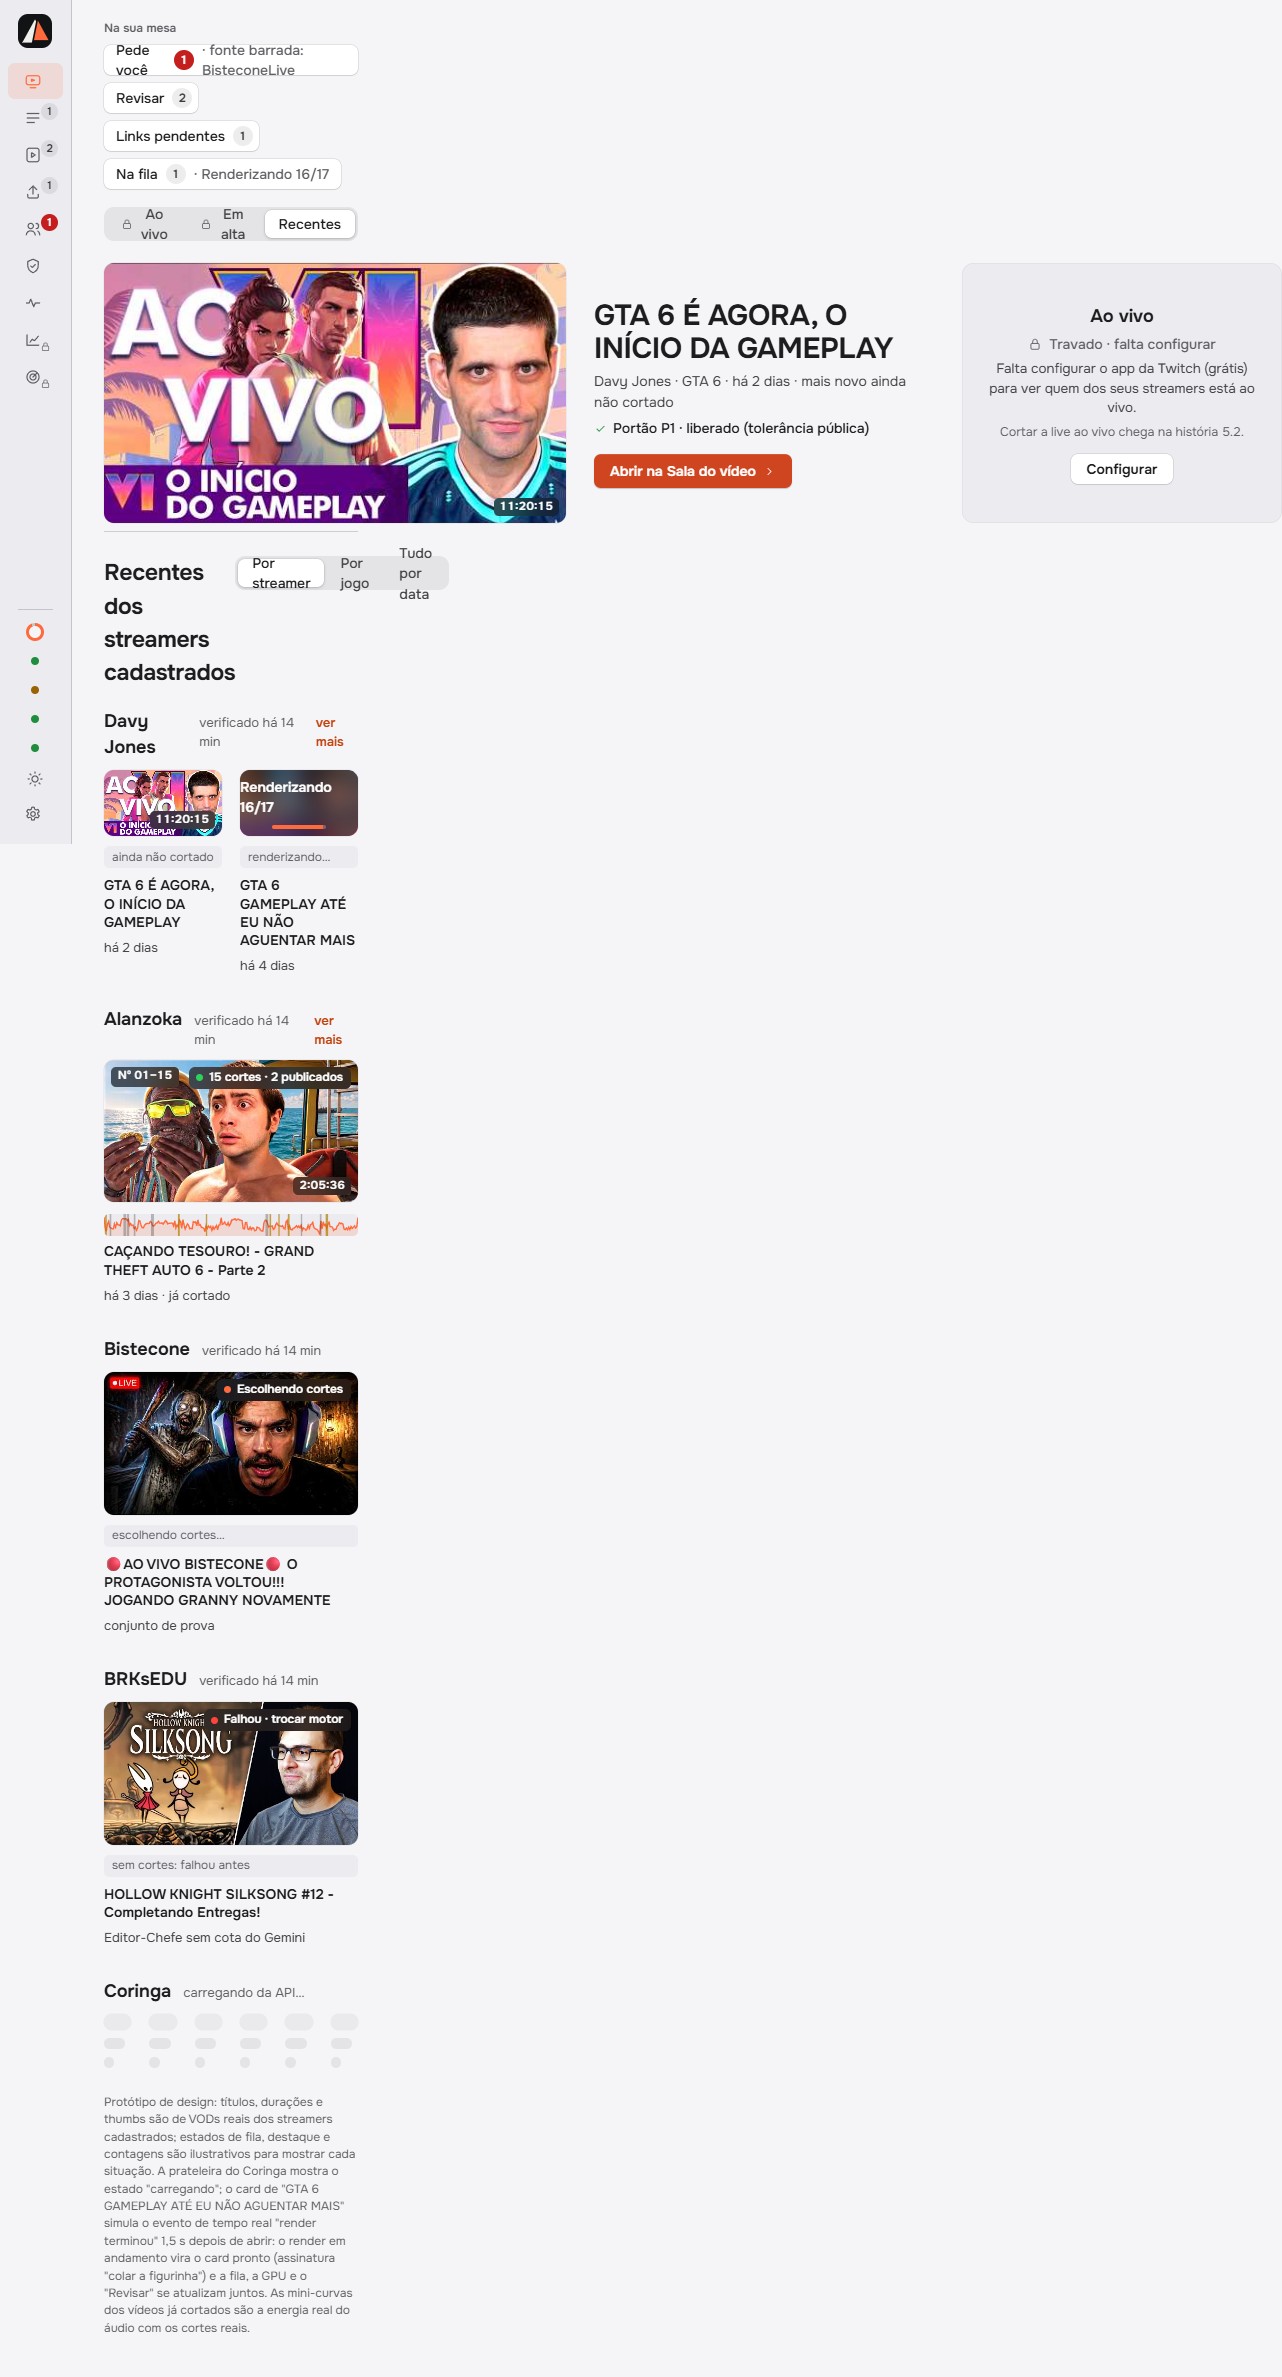 Na sua mesa
Pede você 1 · fonte barrada: BisteconeLive
Revisar 2
Links pendentes 1
Na fila 1 · Renderizando 16/17
Ao vivo
Em alta
Recentes
1
2
1
1
AO VIVO
VI
VI O INÍCIO
DO GAMEPLAY
11:20:15
GTA 6 É AGORA, O
INÍCIO DA GAMEPLAY
Davy Jones · GTA 6 · há 2 dias · mais novo ainda
não cortado
Portão P1 · liberado (tolerância pública)
Abrir na Sala do vídeo
Ao vivo
Travado · falta configurar
Falta configurar o app da Twitch (grátis)
para ver quem dos seus streamers está ao
vivo.
Cortar a live ao vivo chega na história 5.2.
Configurar
Recentes
dos
streamers
cadastrados
Por streamer
Por jogo
Tudo por data
Davy Jones
verificado há 14 min
ver mais
AO VIVO
VI O INÍCIO
DO GAMEPLAY
11:20:15
Renderizando
16/17
ainda não cortado
renderizando...
GTA 6 É AGORA,
O INÍCIO DA
GAMEPLAY
há 2 dias
GTA 6
GAMEPLAY ATÉ
EU NÃO
AGUENTAR MAIS
há 4 dias
Alanzoka
verificado há 14 min
ver mais
Nº 01–15
15 cortes · 2 publicados
2:05:36
CAÇANDO TESOURO! - GRAND
THEFT AUTO 6 - Parte 2
há 3 dias · já cortado
Bistecone verificado há 14 min
LIVE
Escolhendo cortes
escolhendo cortes...
🔴AO VIVO BISTECONE🔴 O
PROTAGONISTA VOLTOU!!!
JOGANDO GRANNY NOVAMENTE
conjunto de prova
BRKsEDU verificado há 14 min
Falhou · trocar motor
HOLLOW KNIGH
SILKSONG
sem cortes: falhou antes
HOLLOW KNIGHT SILKSONG #12 -
Completando Entregas!
Editor-Chefe sem cota do Gemini
Coringa carregando da API...
Protótipo de design: títulos, durações e
thumbs são de VODs reais dos streamers
cadastrados; estados de fila, destaque e
contagens são ilustrativos para mostrar cada
situação. A prateleira do Coringa mostra o
estado "carregando"; o card de "GTA 6
GAMEPLAY ATÉ EU NÃO AGUENTAR MAIS"
simula o evento de tempo real "render
terminou" 1,5 s depois de abrir: o render em
andamento vira o card pronto (assinatura
"colar a figurinha") e a fila, a GPU e o
"Revisar" se atualizam juntos. As mini-curvas
dos vídeos já cortados são a energia real do
áudio com os cortes reais.